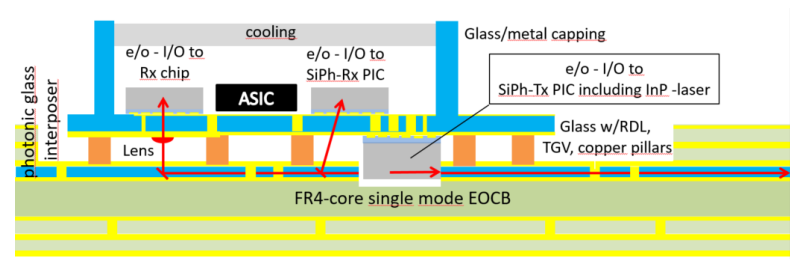 cooling
Glass/metal capping
e/o - I/O to
Rx chip
e/o - I/O to
SiPh-Rx PIC
e/o - I/O to
SiPh-Tx PIC including InP -laser
ASIC
photonic glass
interposer
Lens
Glass w/RDL,
TGV, copper pillars
FR4-core single mode EOCB